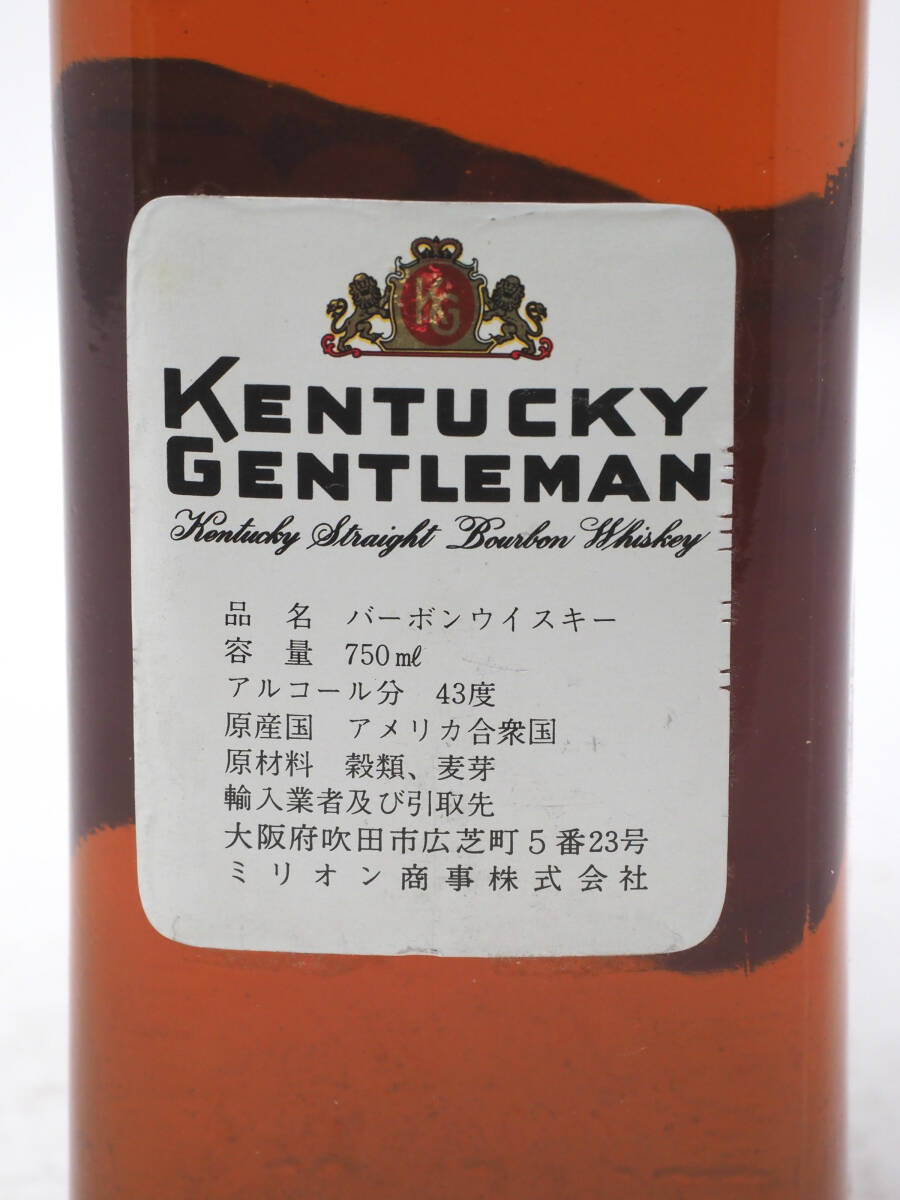 KG
KENTUCKY
GENTLEMAN
Kentucky Straight Bourbon Whiskey
品 名 バーボンウイスキー
容 量 750㎖
アルコール分 43度
原産国 アメリカ合衆国
原材料 穀類、麦芽
輸入業者及び引取先
大阪府吹田市広芝町5番23号
ミリオン商事株式会社